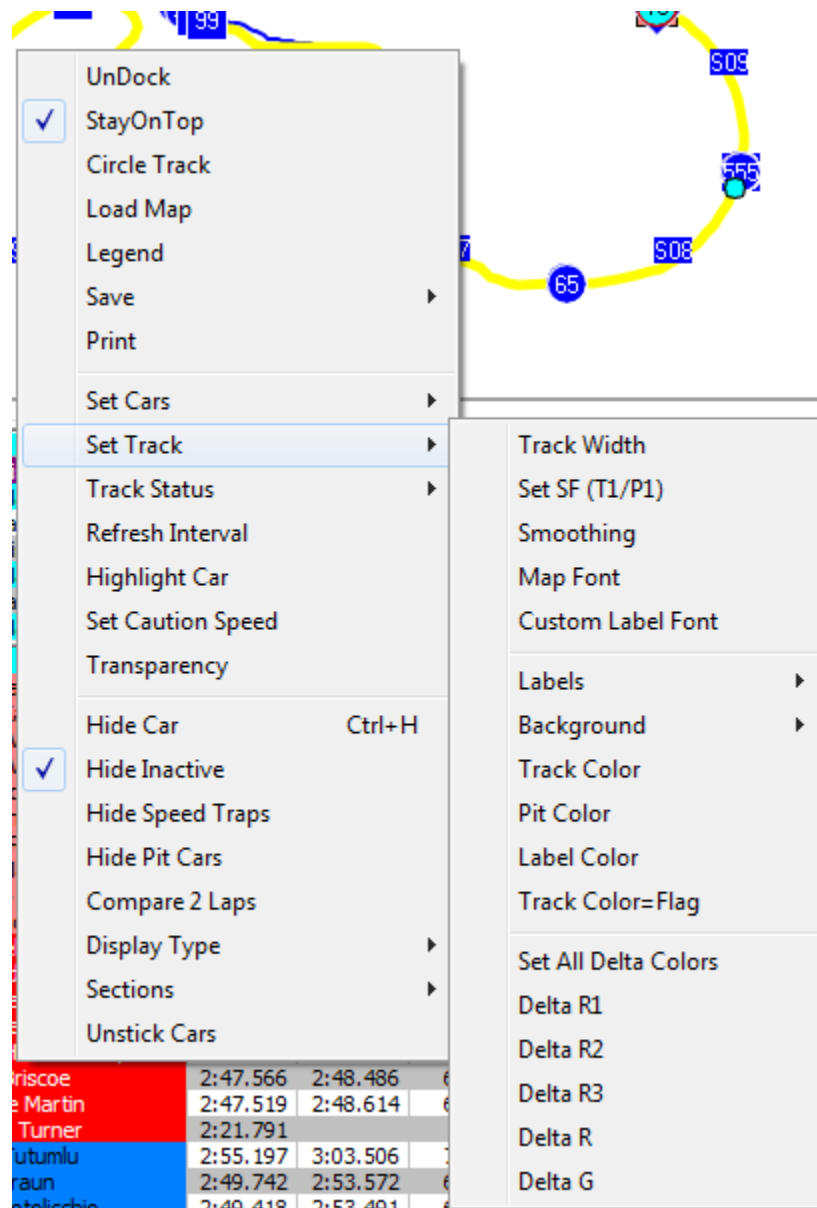 99
S09
555
S08
65
UnDock
StayOnTop
Circle Track
Load Map
Legend
Save
Print
Set Cars
Set Track
Track Status
Refresh Interval
Highlight Car
Set Caution Speed
Transparency
Hide Car Ctrl+H
Hide Inactive
Hide Speed Traps
Hide Pit Cars
Compare 2 Laps
Display Type
Sections
Unstick Cars
Track Width
Set SF (T1/P1)
Smoothing
Map Font
Custom Label Font
Labels
Background
Track Color
Pit Color
Label Color
Track Color=Flag
Set All Delta Colors
Delta R1
Delta R2
Delta R3
Delta R
Delta G
riscoe 2:47.566 2:48.486
e Martin 2:47.519 2:48.614
Turner 2:21.791
utumlu 2:55.197 3:03.506
raun 2:49.742 2:53.572
2:49.418 2:53.491